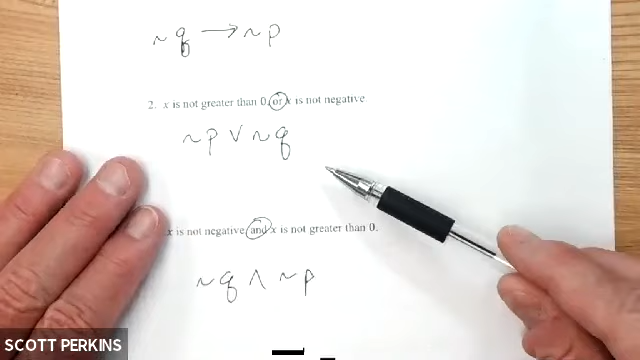 ~q → ~p
2. x is not greater than 0, or x is not negative.
~p ∨ ~q
x is not negative, and x is not greater than 0.
~q ∧ ~p
SCOTT PERKINS